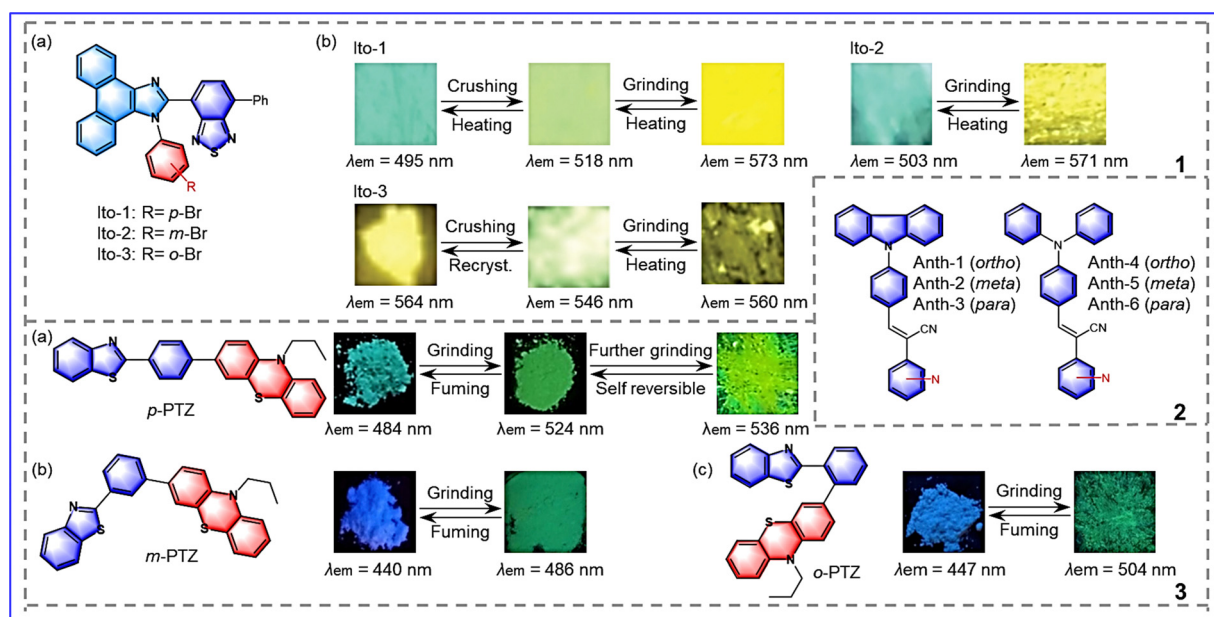 (a)
N
N
N
N
S
Ph
R
Ito-1: R= p-Br
Ito-2: R= m-Br
Ito-3: R= o-Br
(b)
Ito-1
Crushing
Heating
Grinding
Heating
λem = 495 nm
λem = 518 nm
λem = 573 nm
Ito-2
Grinding
Heating
λem = 503 nm
λem = 571 nm
1
Ito-3
Crushing
Recryst.
Grinding
Heating
λem = 564 nm
λem = 546 nm
λem = 560 nm
N
Anth-1 (ortho)
Anth-2 (meta)
Anth-3 (para)
CN
N
N
Anth-4 (ortho)
Anth-5 (meta)
Anth-6 (para)
CN
N
2
(a)
N
S
N
S
p-PTZ
Grinding
Fuming
Further grinding
Self reversible
λem = 484 nm
λem = 524 nm
λem = 536 nm
(b)
N
S
N
S
m-PTZ
Grinding
Fuming
λem = 440 nm
λem = 486 nm
(c)
N
S
S
N
o-PTZ
Grinding
Fuming
λem = 447 nm
λem = 504 nm
3